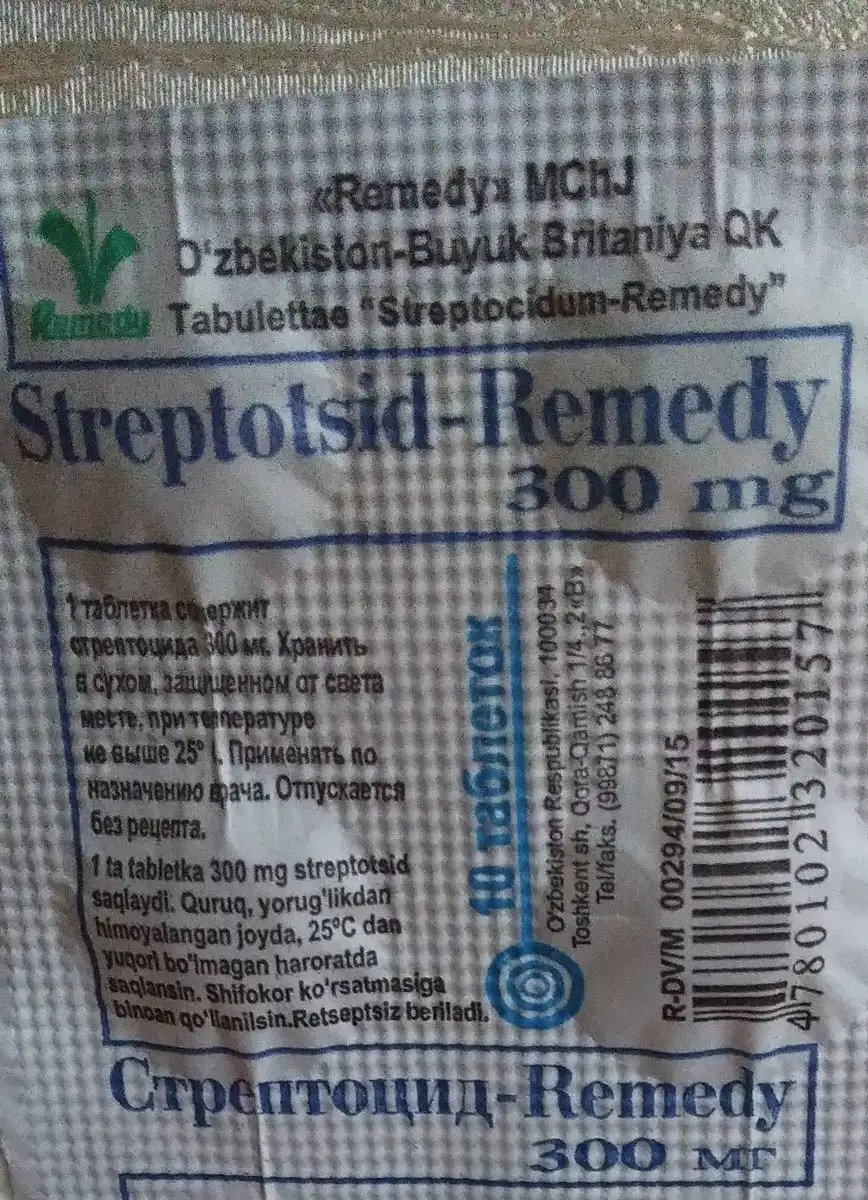 «Remedy» MChJ
O'zbekiston-Buyuk Britaniya QK
Tabulettae "Streptocidum-Remedy"
Remedy
Streptotsid-Remedy
300 mg
1 таблетка содержит
стрептоцида 300 мг. Хранить
в сухом, защищенном от света
месте, при температуре
не выше 25° Применять по
назначению врача. Отпускается
без рецепта.
1 ta tabletka 300 mg streptotsid
saqlaydi. Quruq, yorug'likdan
himoyalangan joyda, 25°C dan
yuqori bo'lmagan haroratda
saqlansin. Shifokor ko'rsatmasiga
binoan qo'llanilsin.Retseptsiz beriladi.
10 таблеток
O'zbekiston Respublikasi, 100034
Toshkent sh, Qora-Qamish 1/4, 2«B»
Tel/faks. (99871) 248 86 77
R-DV/M 00294/09/15
4780102320157
Стрептоцид-Remedy
300 мг